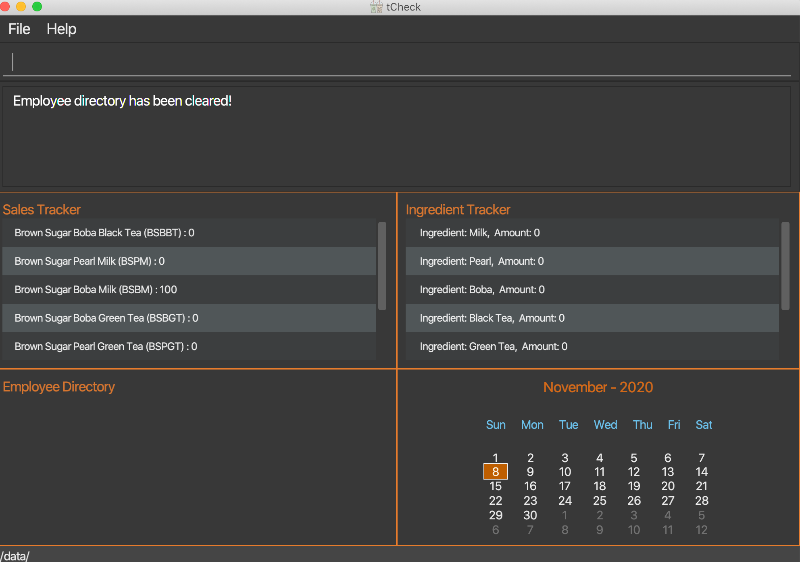 tCheck
File Help
Employee directory has been cleared!
Sales Tracker
Brown Sugar Boba Black Tea (BSBBT) : 0
Brown Sugar Pearl Milk (BSPM) : 0
Brown Sugar Boba Milk (BSBM) : 100
Brown Sugar Boba Green Tea (BSBGT) : 0
Brown Sugar Pearl Green Tea (BSPGT) : 0
Ingredient Tracker
Ingredient: Milk, Amount: 0
Ingredient: Pearl, Amount: 0
Ingredient: Boba, Amount: 0
Ingredient: Black Tea, Amount: 0
Ingredient: Green Tea, Amount: 0
Employee Directory
November - 2020
Sun Mon Tue Wed Thu Fri Sat
1 2 3 4 5 6 7
8 9 10 11 12 13 14
15 16 17 18 19 20 21
22 23 24 25 26 27 28
29 30 1 2 3 4 5
6 7 8 9 10 11 12
/data/